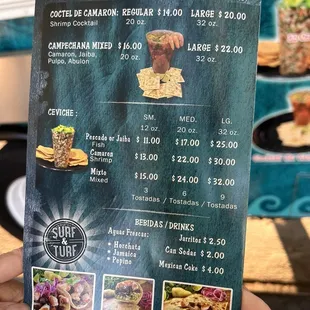 COCTEL DE CAMARON: REGULAR $14.00 LARGE $20.00
Shrimp Cocktail 20 oz. 32 oz.
CAMPECHANA MIXED $16.00 LARGE $22.00
Camaron, Jaiba, 20 oz. 32 oz.
Pulpo, Abulon
CEVICHE: SM. MED. LG.
12 oz. 20 oz. 32 oz.
Pescado or Jaiba $11.00 $17.00 $25.00
Fish
Camaron $13.00 $22.00 $30.00
Shrimp
Mixto $15.00 $24.00 $32.00
Mixed
3 6 9
Tostadas / Tostadas / Tostadas
SURF & TURF
BEBIDAS / DRINKS
Aguas Frescas:
• Horchata
• Jamaica
• Pepino
Jarritos $2.50
Can Sodas $2.00
Mexican Coke $4.00